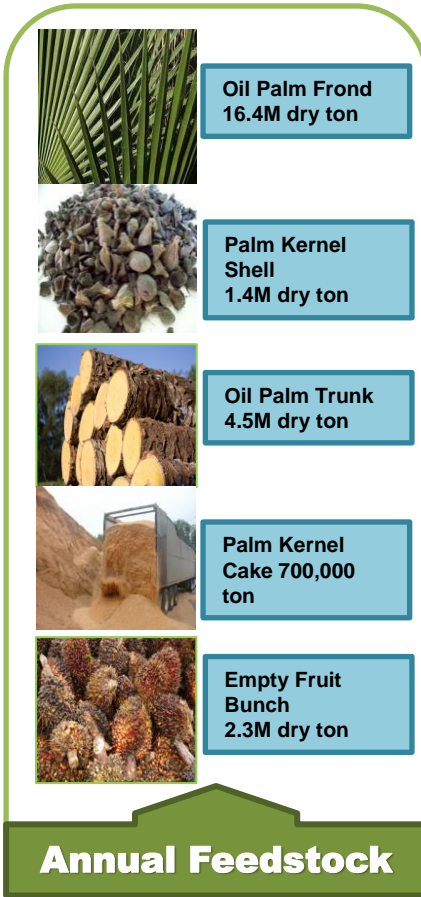 Oil Palm Frond
16.4M dry ton
Palm Kernel
Shell
1.4M dry ton
Oil Palm Trunk
4.5M dry ton
Palm Kernel
Cake 700,000
ton
Empty Fruit
Bunch
2.3M dry ton
Annual Feedstock